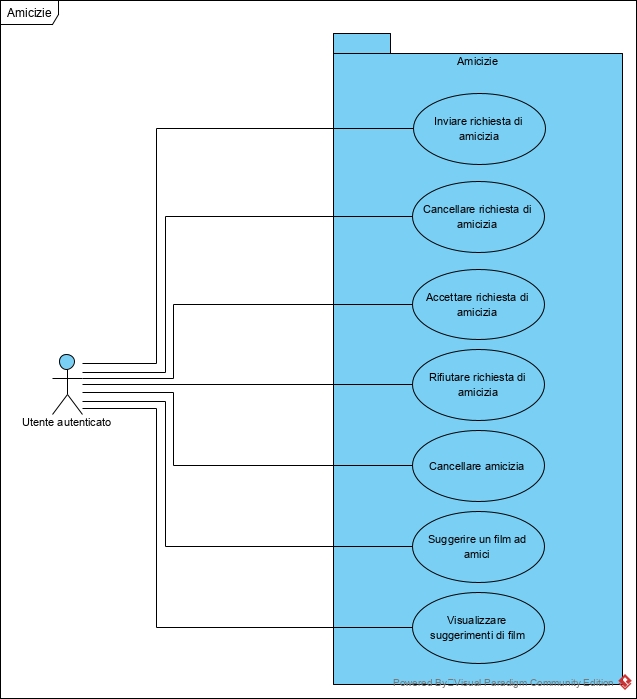 Amicizie
Amicizie
Inviare richiesta di
amicizia
Cancellare richiesta di
amicizia
Accettare richiesta di
amicizia
Rifiutare richiesta di
amicizia
Utente autenticato
Cancellare amicizia
Suggerire un film ad
amici
Visualizzare
suggerimenti di film
Powered By Visual Paradigm Community Edition